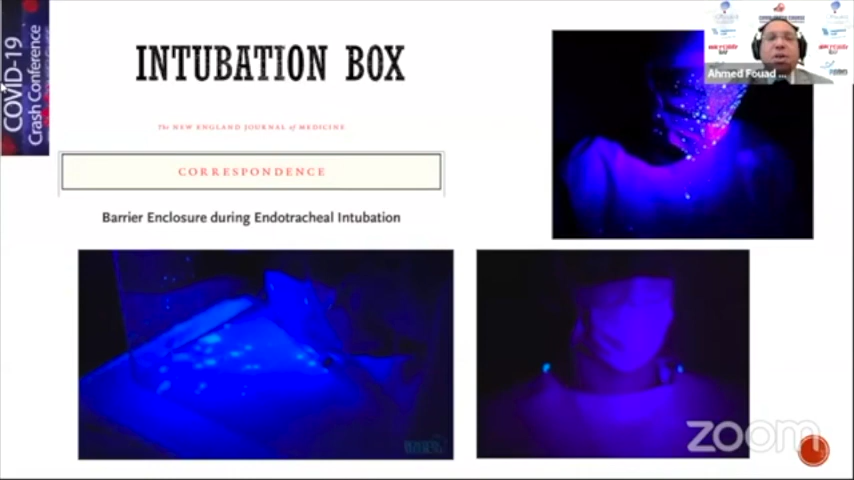 COVID-19
Crash Conference
INTUBATION BOX
The NEW ENGLAND JOURNAL of MEDICINE
CORRESPONDENCE
Barrier Enclosure during Endotracheal Intubation
Ahmed Fouad ...
zoom